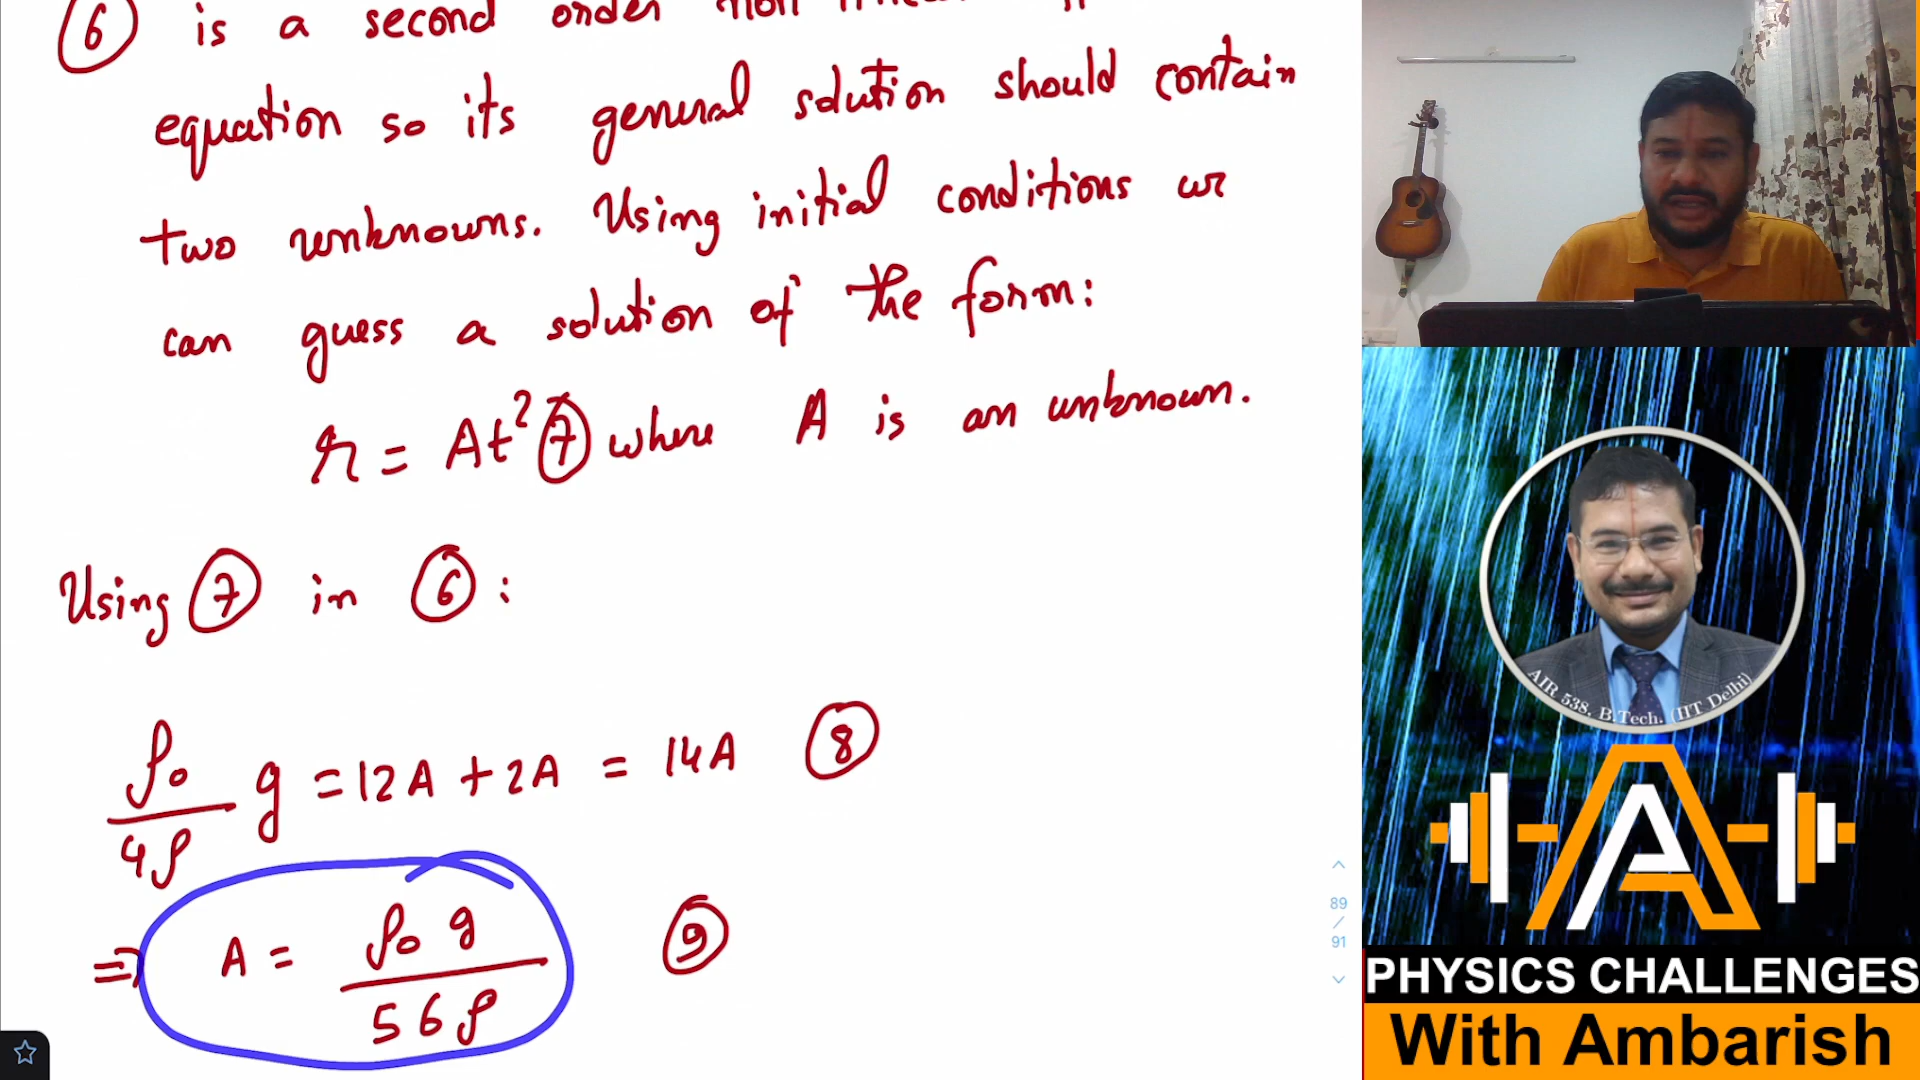 ⑥ is a second order non
equation so its general solution should contain
two unknowns. Using initial conditions we
can guess a solution of the form:
r = At² ⑦ where A is an unknown.
Using ⑦ in ⑥ :
ρ₀/4ρ g = 12A + 2A = 14A ⑧
⇒ A = ρ₀ g/56ρ ⑨
89
/
91
AIR 538, B.Tech. (IIT Delhi)
A
PHYSICS CHALLENGES
With Ambarish